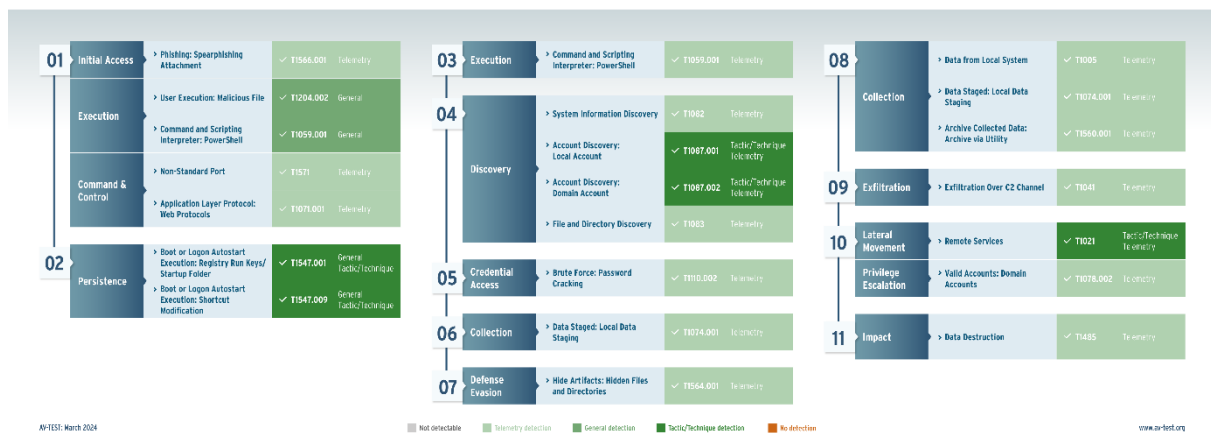 01
Initial Access
> Phishing: Spearphishing
Attachment
✓ T1566.001 Telemetry
Execution
> User Execution: Malicious File
✓ T1204.002 General
> Command and Scripting
Interpreter: PowerShell
✓ T1059.001 General
Command &
Control
> Non-Standard Port
✓ T1571 Telemetry
> Application Layer Protocol:
Web Protocols
✓ T1071.001 Telemetry
02
Persistence
> Boot or Logon Autostart
Execution: Registry Run Keys/
Startup Folder
✓ T1547.001 General
Tactic/Technique
> Boot or Logon Autostart
Execution: Shortcut
Modification
✓ T1547.009 General
Tactic/Technique
03
Execution
> Command and Scripting
Interpreter: PowerShell
✓ T1059.001 Telemetry
04
Discovery
> System Information Discovery
✓ T1082 Telemetry
> Account Discovery:
Local Account
✓ T1087.001 Tactic/Technique
Telemetry
> Account Discovery:
Domain Account
✓ T1087.002 Tactic/Technique
Telemetry
> File and Directory Discovery
✓ T1083 Telemetry
05
Credential
Access
> Brute Force: Password
Cracking
✓ T1110.002 Telemetry
06
Collection
> Data Staged: Local Data
Staging
✓ T1074.001 Telemetry
07
Defense
Evasion
> Hide Artifacts: Hidden Files
and Directories
✓ T1564.001 Telemetry
08
Collection
> Data from Local System
✓ T1005 Telemetry
> Data Staged: Local Data
Staging
✓ T1074.001 Telemetry
> Archive Collected Data:
Archive via Utility
✓ T1560.001 Telemetry
09
Exfiltration
> Exfiltration Over C2 Channel
✓ T1041 Telemetry
10
Lateral
Movement
> Remote Services
✓ T1021 Tactic/Technique
Telemetry
Privilege
Escalation
> Valid Accounts: Domain
Accounts
✓ T1078.002 Telemetry
11
Impact
> Data Destruction
✓ T1485 Telemetry
AV-TEST: March 2024
Not detectable
Telemetry detection
General detection
Tactic/Technique detection
No detection
www.av-test.org